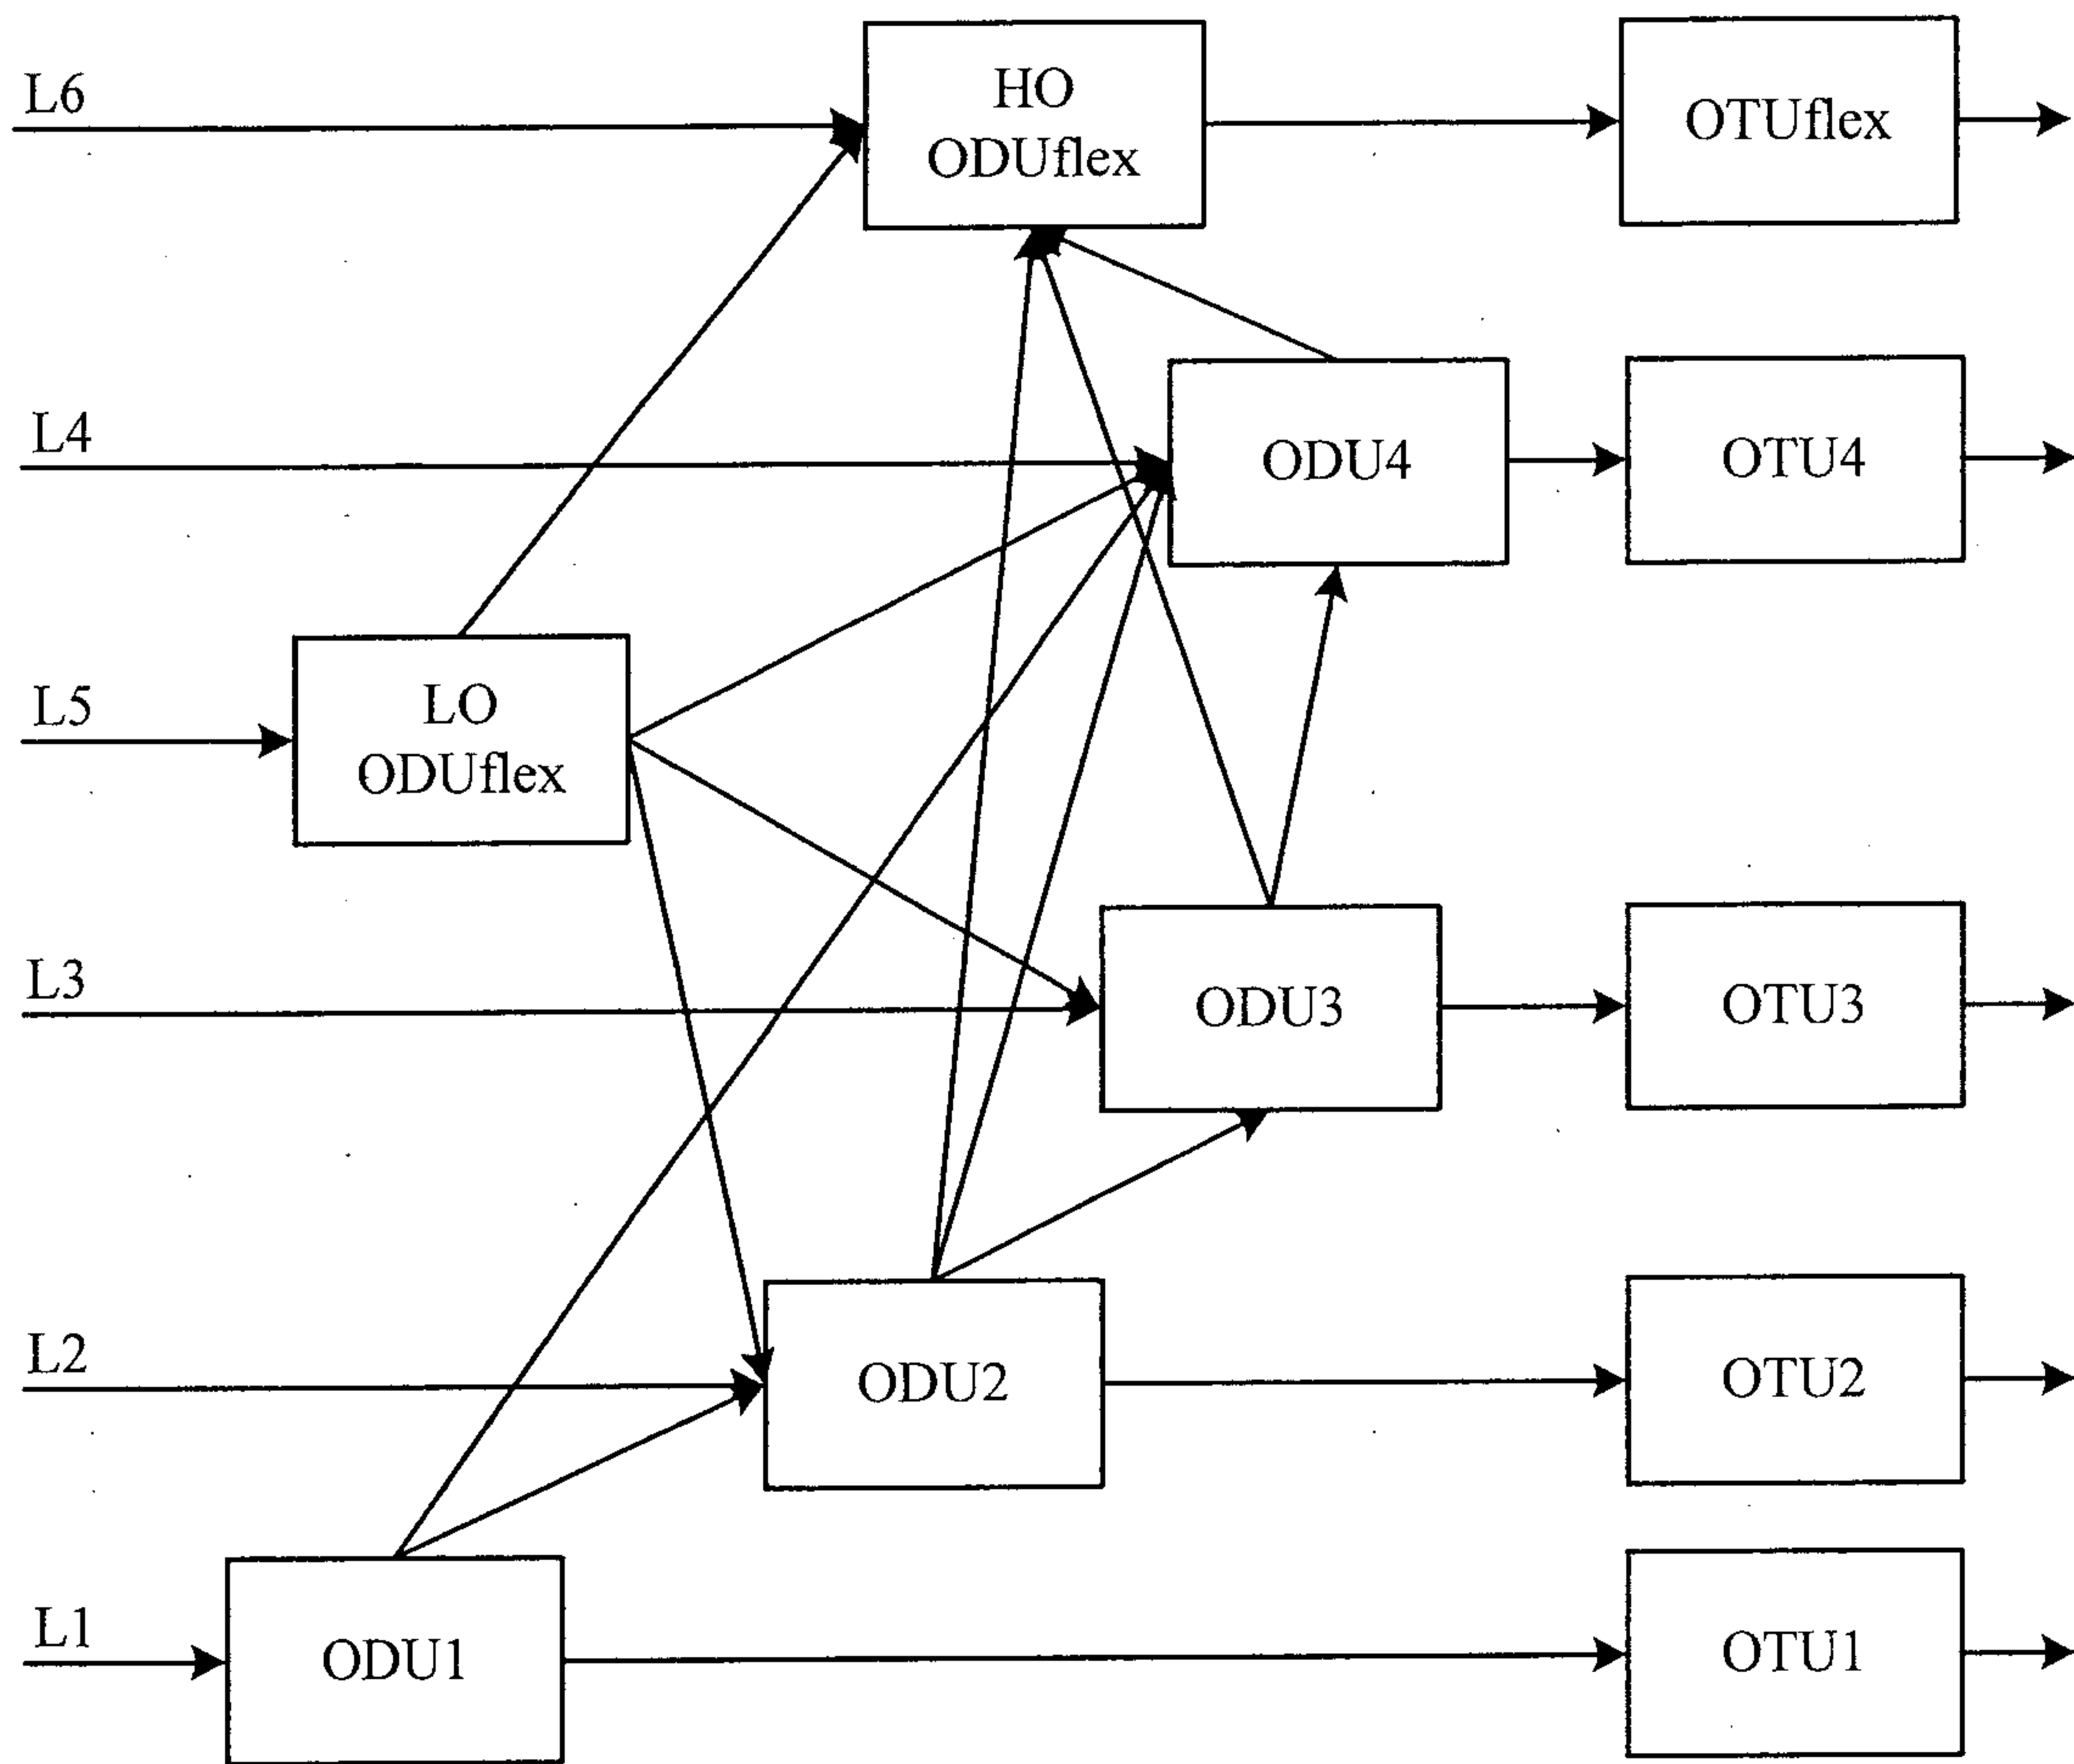 L6
HO
ODUflex
OTUflex
L4
ODU4
OTU4
L5
LO
ODUflex
L3
ODU3
OTU3
L2
ODU2
OTU2
L1
ODU1
OTU1